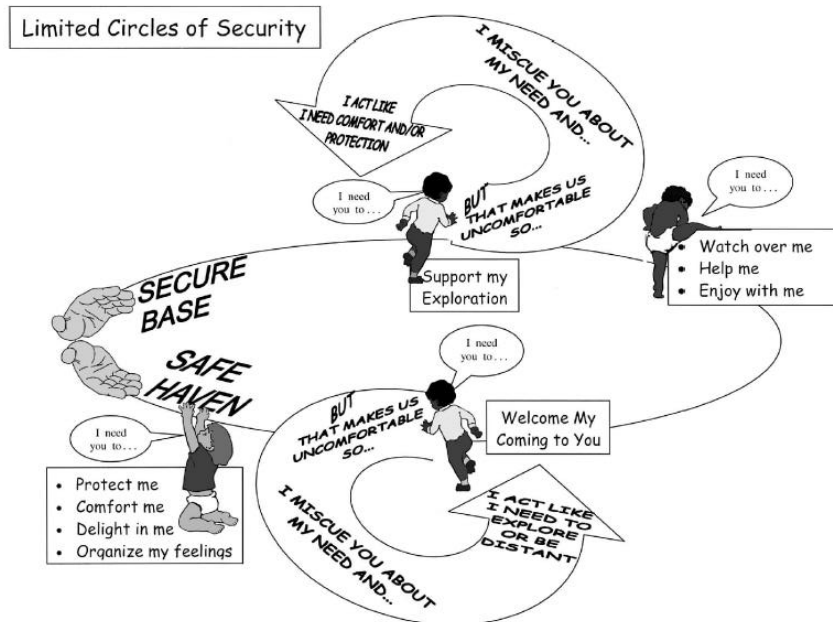 Limited Circles of Security
I MISCUE YOU ABOUT
MY NEED AND...
I ACT LIKE
I NEED COMFORT AND/OR
PROTECTION
I need
you to . . .
BUT
THAT MAKES US
UNCOMFORTABLE
SO...
Support my
Exploration
I need
you to . . .
• Watch over me
• Help me
• Enjoy with me
SECURE
BASE
SAFE
HAVEN
I need
you to . . .
• Protect me
• Comfort me
• Delight in me
• Organize my feelings
I need
you to . . .
Welcome My
Coming to You
BUT
THAT MAKES US
UNCOMFORTABLE
SO...
I MISCUE YOU ABOUT
MY NEED AND...
I ACT LIKE
I NEED TO
EXPLORE
OR BE
DISTANT